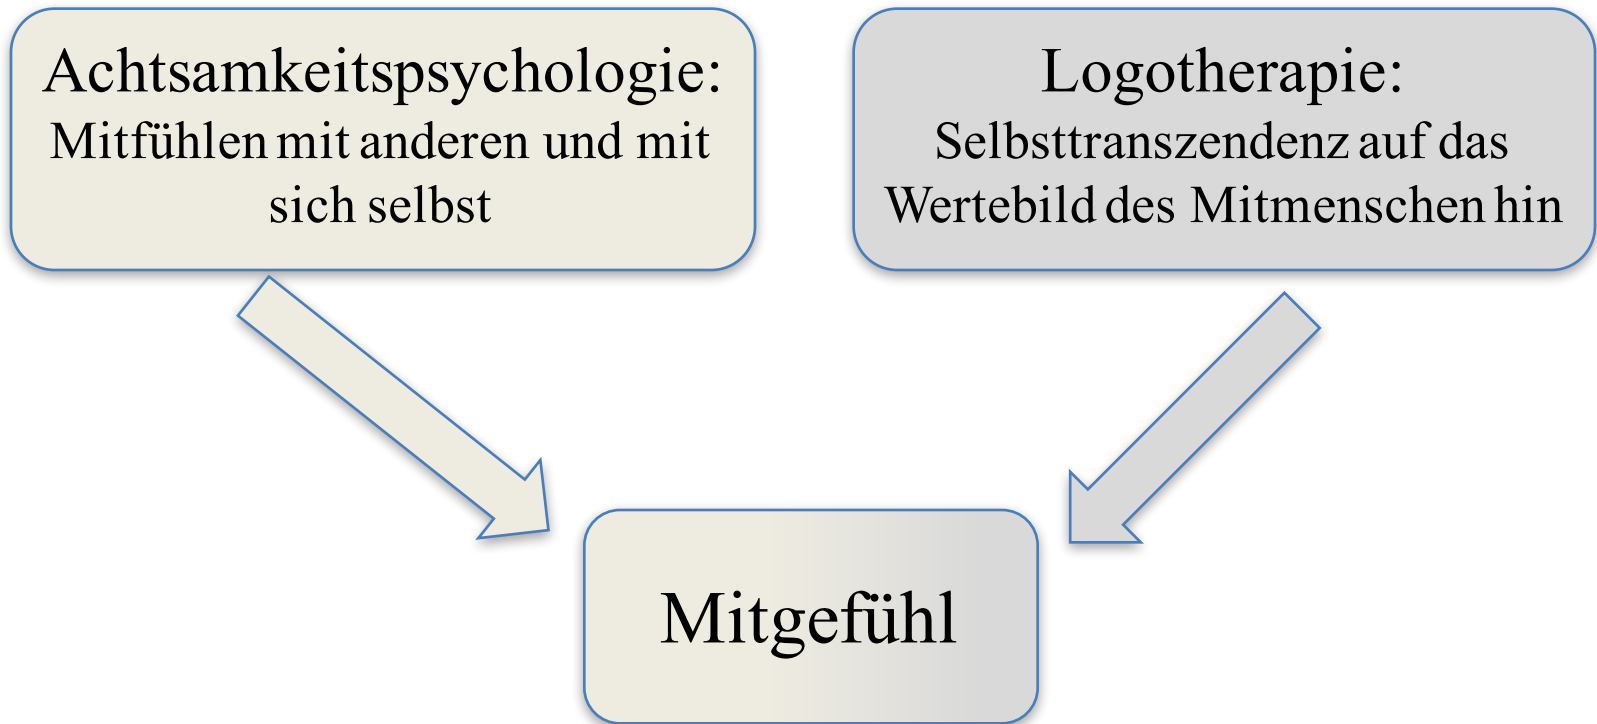 Achtsamkeitspsychologie:
Mitfühlen mit anderen und mit
sich selbst
Logotherapie:
Selbsttranszendenz auf das
Wertebild des Mitmenschen hin
Mitgefühl